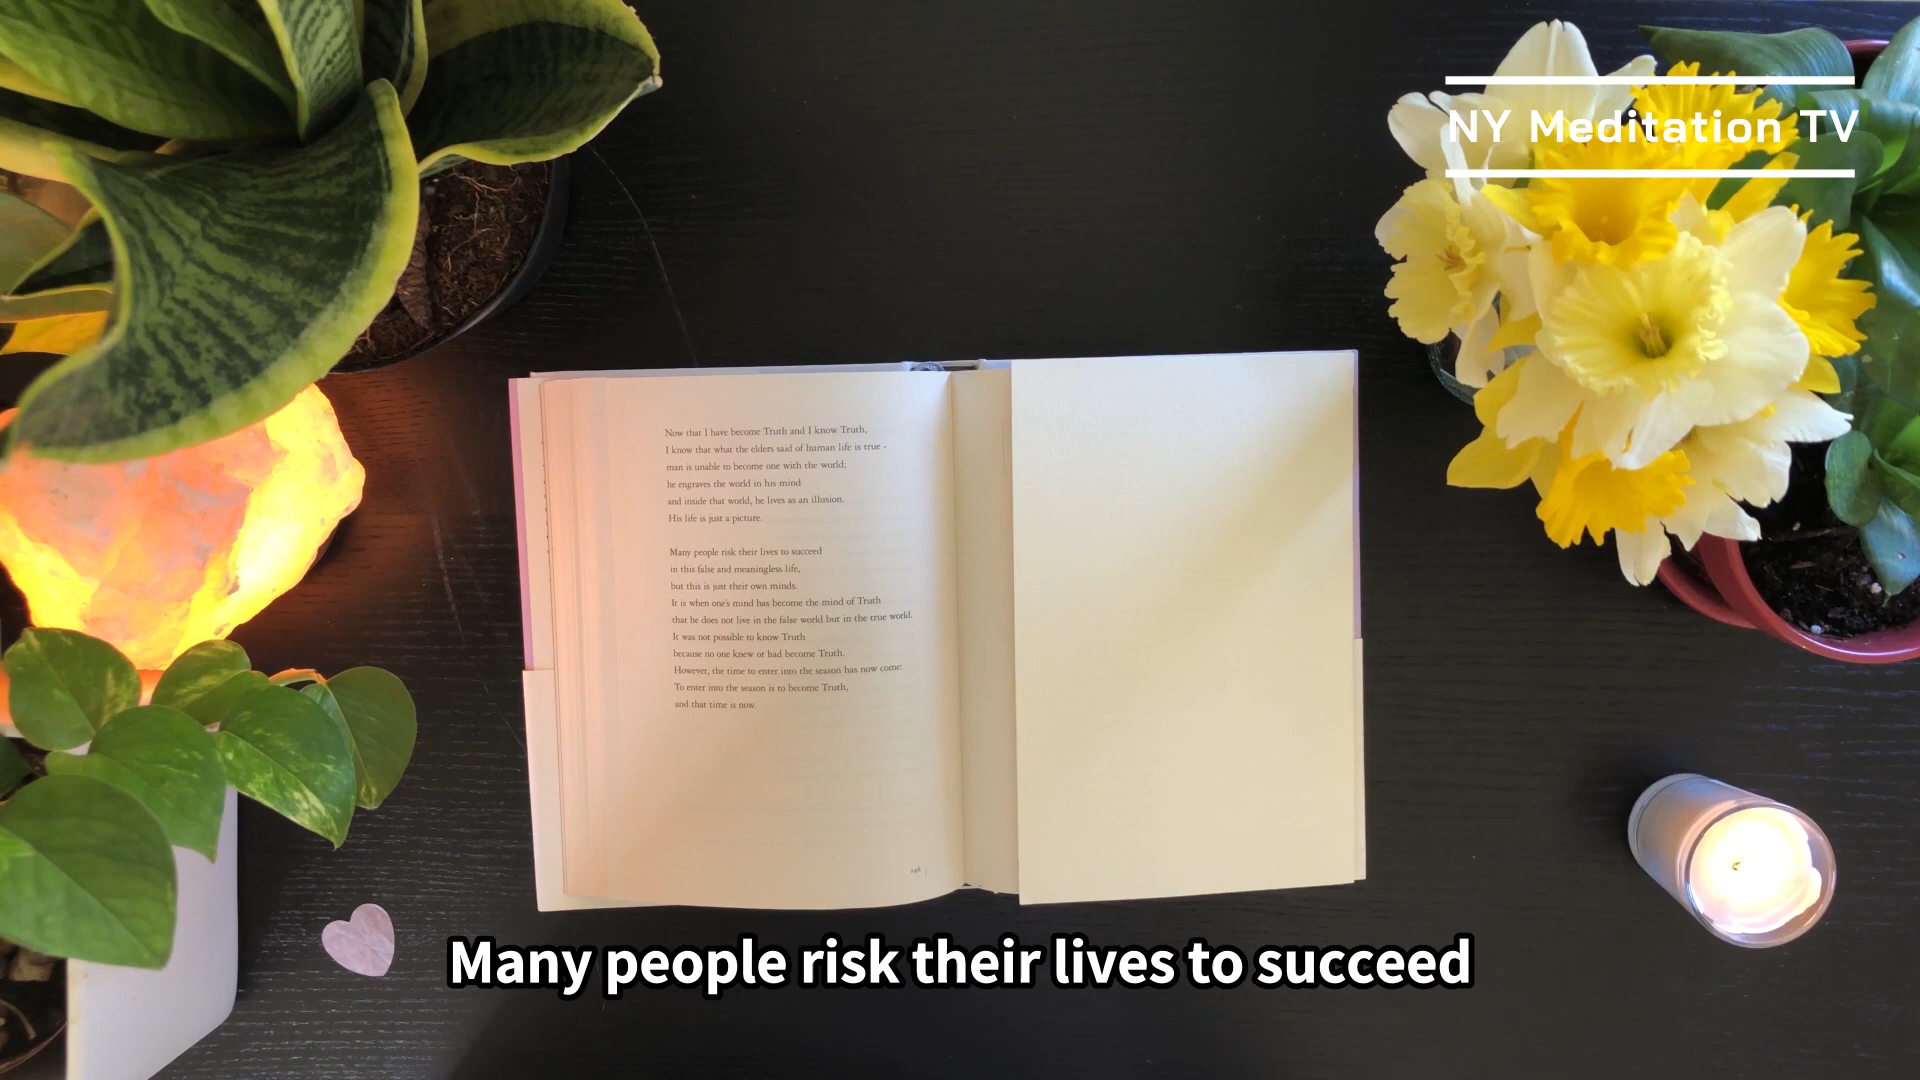 NY Meditation TV
Now that I have become Truth and I know Truth,
I know that what the elders said of human life is true -
man is unable to become one with the world;
he engraves the world in his mind
and inside that world, he lives as an illusion.
His life is just a picture.
Many people risk their lives to succeed
in this false and meaningless life,
but this is just their own minds.
It is when one's mind has become the mind of Truth
that he does not live in the false world but in the true world.
It was not possible to know Truth
because no one knew or had become Truth.
However, the time to enter into the season has now come.
To enter into the season is to become Truth,
and that time is now.
Many people risk their lives to succeed